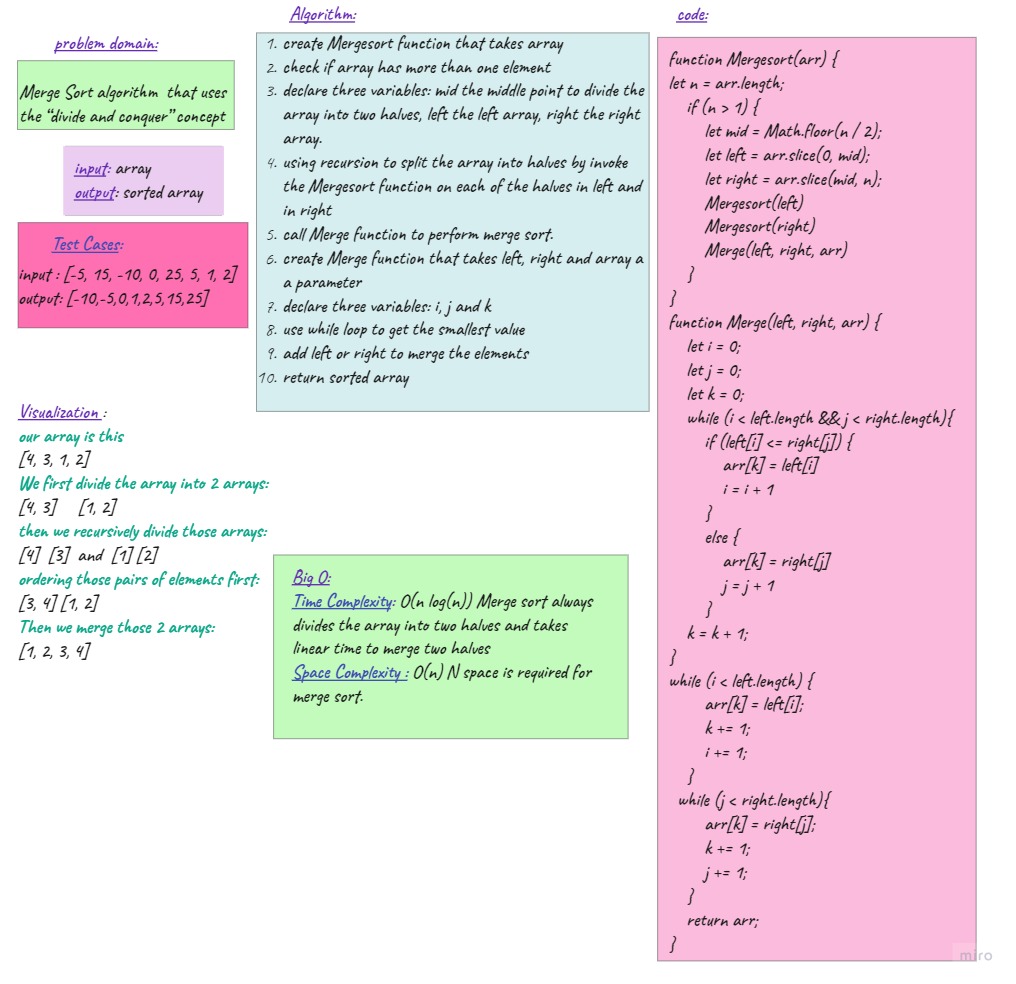 problem domain:
Merge Sort algorithm that uses
the “divide and conquer” concept
input: array
output: sorted array
Test Cases:
input : [-5, 15, -10, 0, 25, 5, 1, 2]
output: [-10,-5,0,1,2,5,15,25]
Visualization :
our array is this
[4, 3, 1, 2]
We first divide the array into 2 arrays:
[4, 3] [1, 2]
then we recursively divide those arrays:
[4] [3] and [1] [2]
ordering those pairs of elements first:
[3, 4] [1, 2]
Then we merge those 2 arrays:
[1, 2, 3, 4]
Algorithm:
1. create Mergesort function that takes array
2. check if array has more than one element
3. declare three variables: mid the middle point to divide the
array into two halves, left the left array, right the right
array.
4. using recursion to split the array into halves by invoke
the Mergesort function on each of the halves in left and
in right
5. call Merge function to perform merge sort.
6. create Merge function that takes left, right and array a
a parameter
7. declare three variables: i, j and k
8. use while loop to get the smallest value
9. add left or right to merge the elements
10. return sorted array
Big O:
Time Complexity: O(n log(n)) Merge sort always
divides the array into two halves and takes
linear time to merge two halves
Space Complexity : O(n) N space is required for
merge sort.
code:
function Mergesort(arr) {
let n = arr.length;
if (n > 1) {
let mid = Math.floor(n / 2);
let left = arr.slice(0, mid);
let right = arr.slice(mid, n);
Mergesort(left)
Mergesort(right)
Merge(left, right, arr)
}
}
function Merge(left, right, arr) {
let i = 0;
let j = 0;
let k = 0;
while (i < left.length && j < right.length){
if (left[i] <= right[j]) {
arr[k] = left[i]
i = i + 1
}
else {
arr[k] = right[j]
j = j + 1
}
k = k + 1;
}
while (i < left.length) {
arr[k] = left[i];
k += 1;
i += 1;
}
while (j < right.length){
arr[k] = right[j];
k += 1;
j += 1;
}
return arr;
}
miro